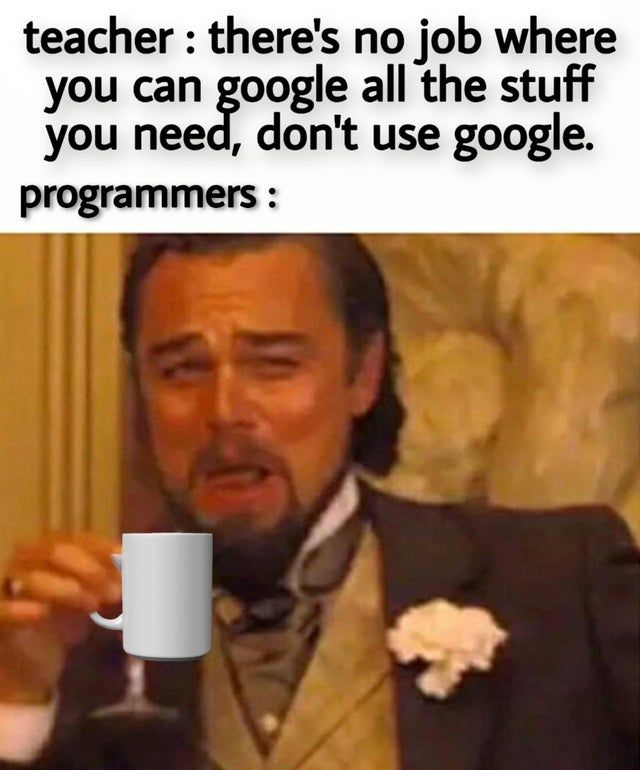 teacher : there's no job where
you can google all the stuff
you need, don't use google.
programmers :